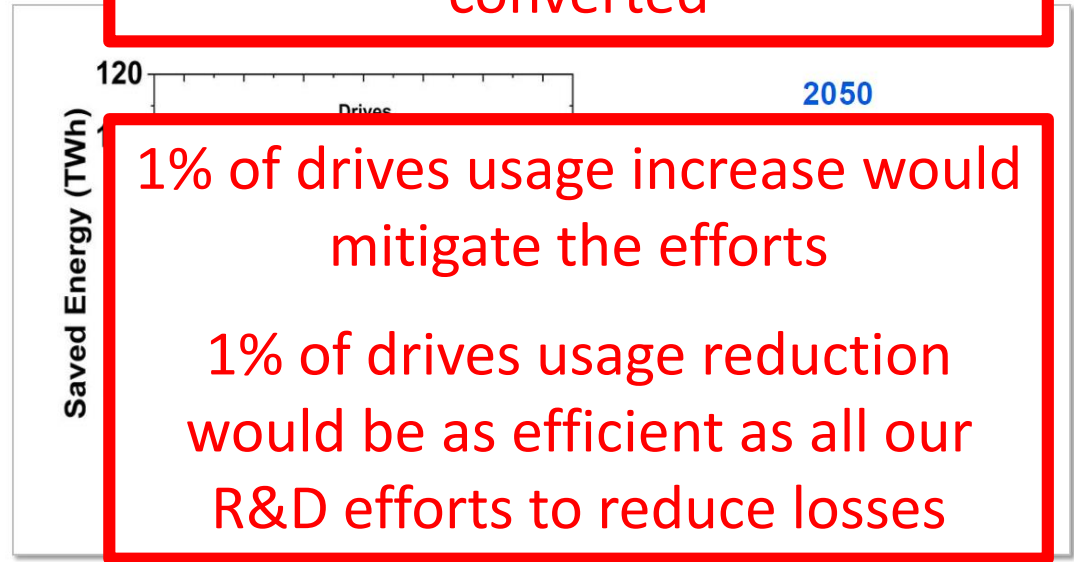 converted
120
2050
Drives
Saved Energy (TWh)
1% of drives usage increase would
mitigate the efforts
1% of drives usage reduction
would be as efficient as all our
R&D efforts to reduce losses